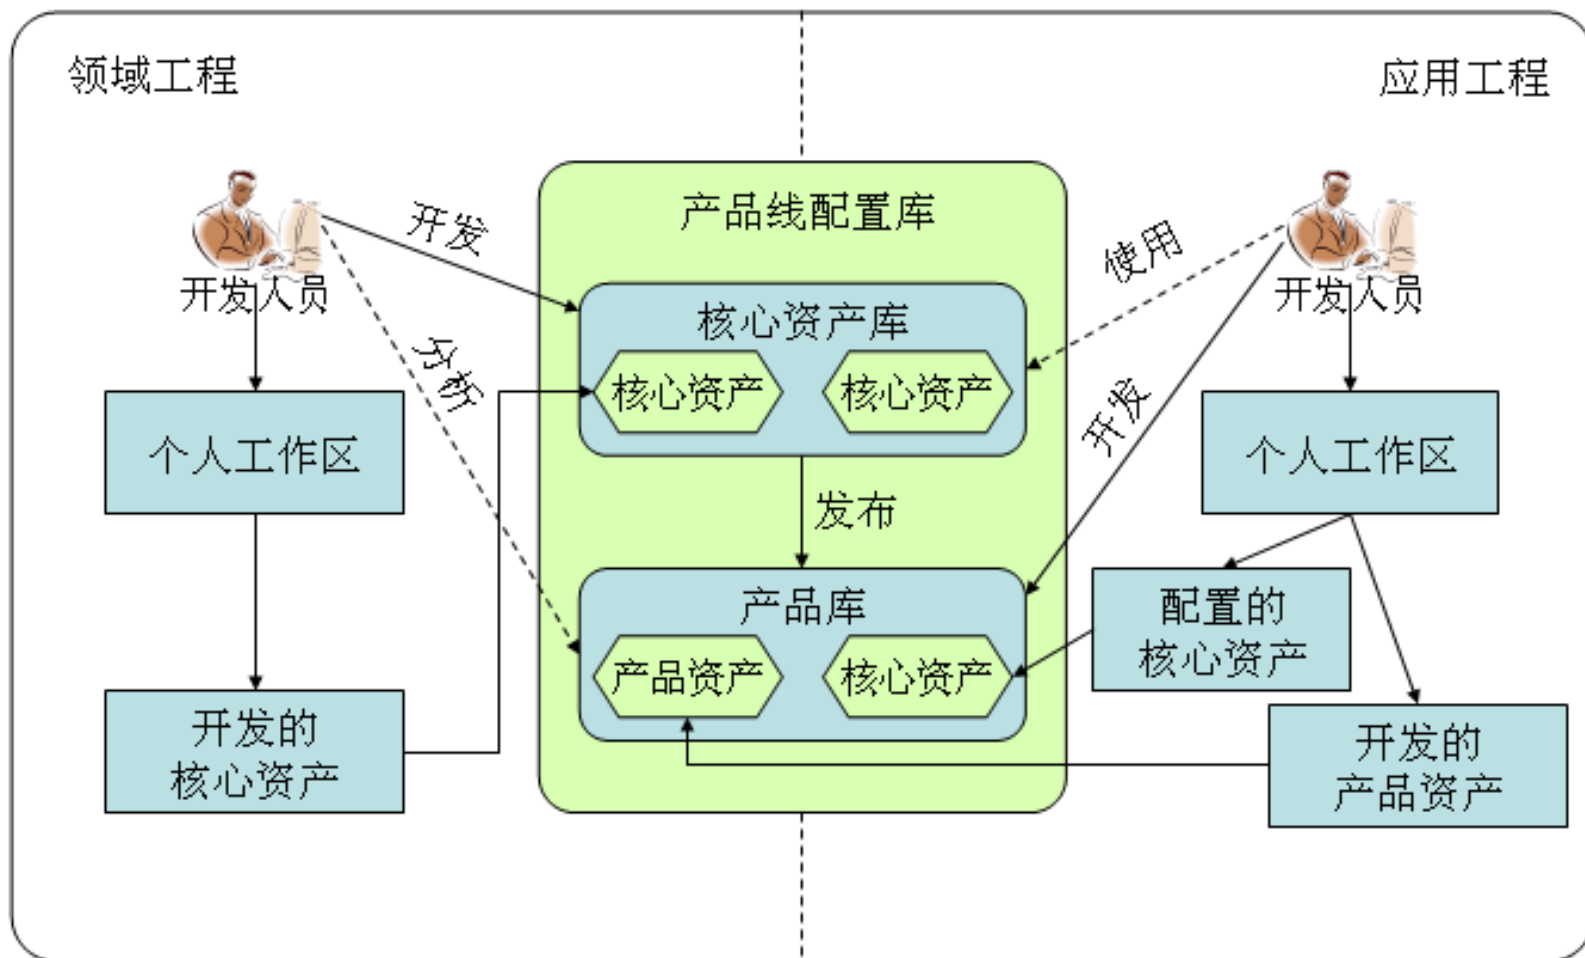 领域工程
应用工程
产品线配置库
开发
使用
开发人员
开发人员
核心资产库
分析
核心资产
核心资产
开发
个人工作区
个人工作区
发布
产品库
配置的
核心资产
产品资产
核心资产
开发的
核心资产
开发的
产品资产